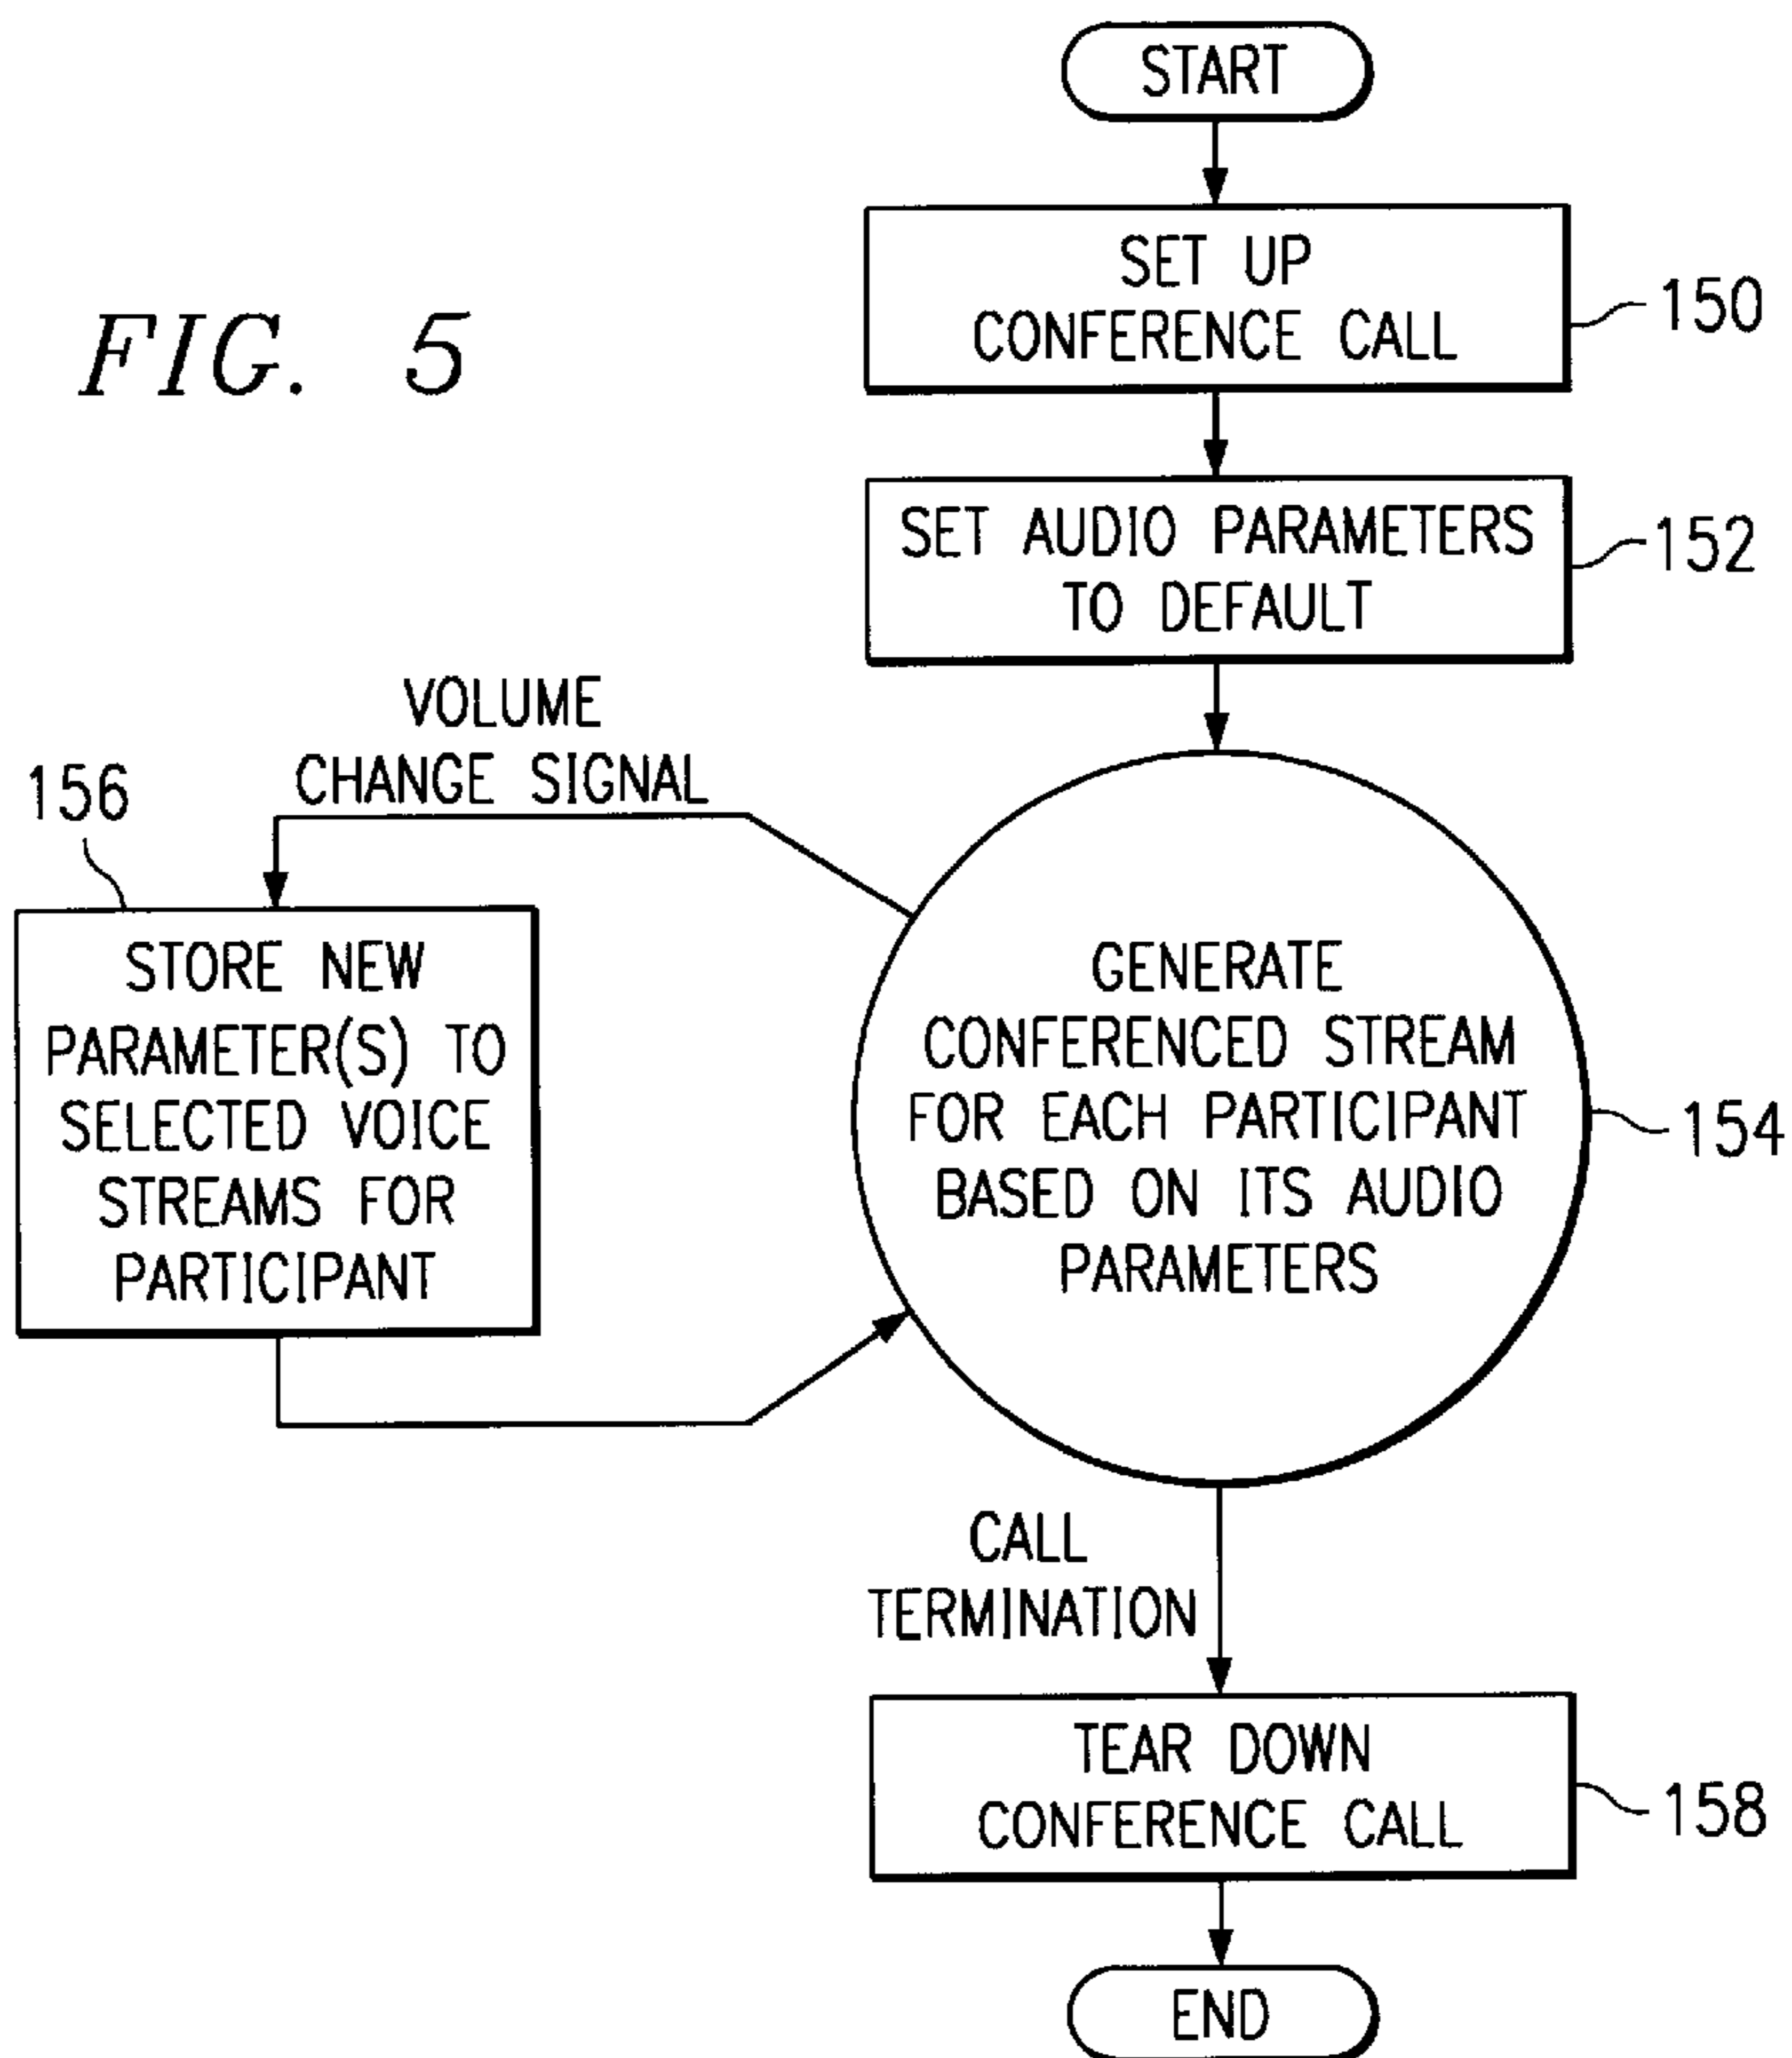 FIG. 5
START
SET UP
CONFERENCE CALL
150
SET AUDIO PARAMETERS
TO DEFAULT
152
VOLUME
CHANGE SIGNAL
156
STORE NEW
PARAMETER(S) TO
SELECTED VOICE
STREAMS FOR
PARTICIPANT
GENERATE
CONFERENCED STREAM
FOR EACH PARTICIPANT
BASED ON ITS AUDIO
PARAMETERS
154
CALL
TERMINATION
TEAR DOWN
CONFERENCE CALL
158
END